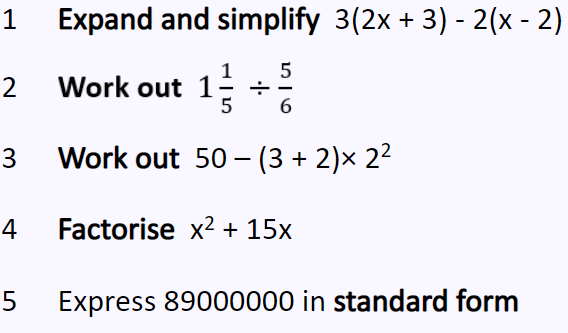 1 Expand and simplify 3(2x + 3) - 2(x - 2)
2 Work out 1 1/5 ÷ 5/6
3 Work out 50 – (3 + 2)× 2²
4 Factorise x² + 15x
5 Express 89000000 in standard form